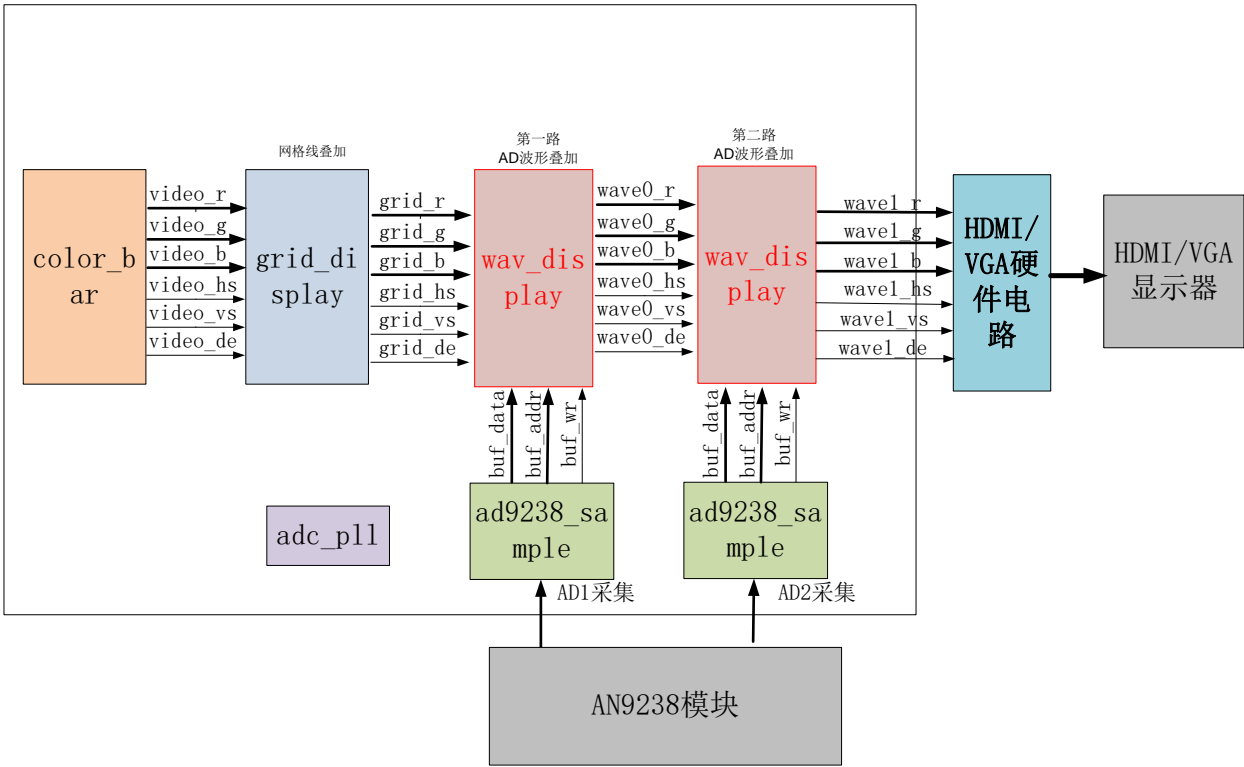 网格线叠加
第一路
AD波形叠加
第二路
AD波形叠加
color_b
ar
video_r
video_g
video_b
video_hs
video_vs
video_de
grid_di
splay
grid_r
grid_g
grid_b
grid_hs
grid_vs
grid_de
wav_dis
play
wave0_r
wave0_g
wave0_b
wave0_hs
wave0_vs
wave0_de
wav_dis
play
wave1_r
wave1_g
wave1_b
wave1_hs
wave1_vs
wave1_de
HDMI/
VGA硬
件电
路
HDMI/VGA
显示器
buf_data
buf_addr
buf_wr
buf_data
buf_addr
buf_wr
adc_pll
ad9238_sa
mple
AD1采集
ad9238_sa
mple
AD2采集
AN9238模块